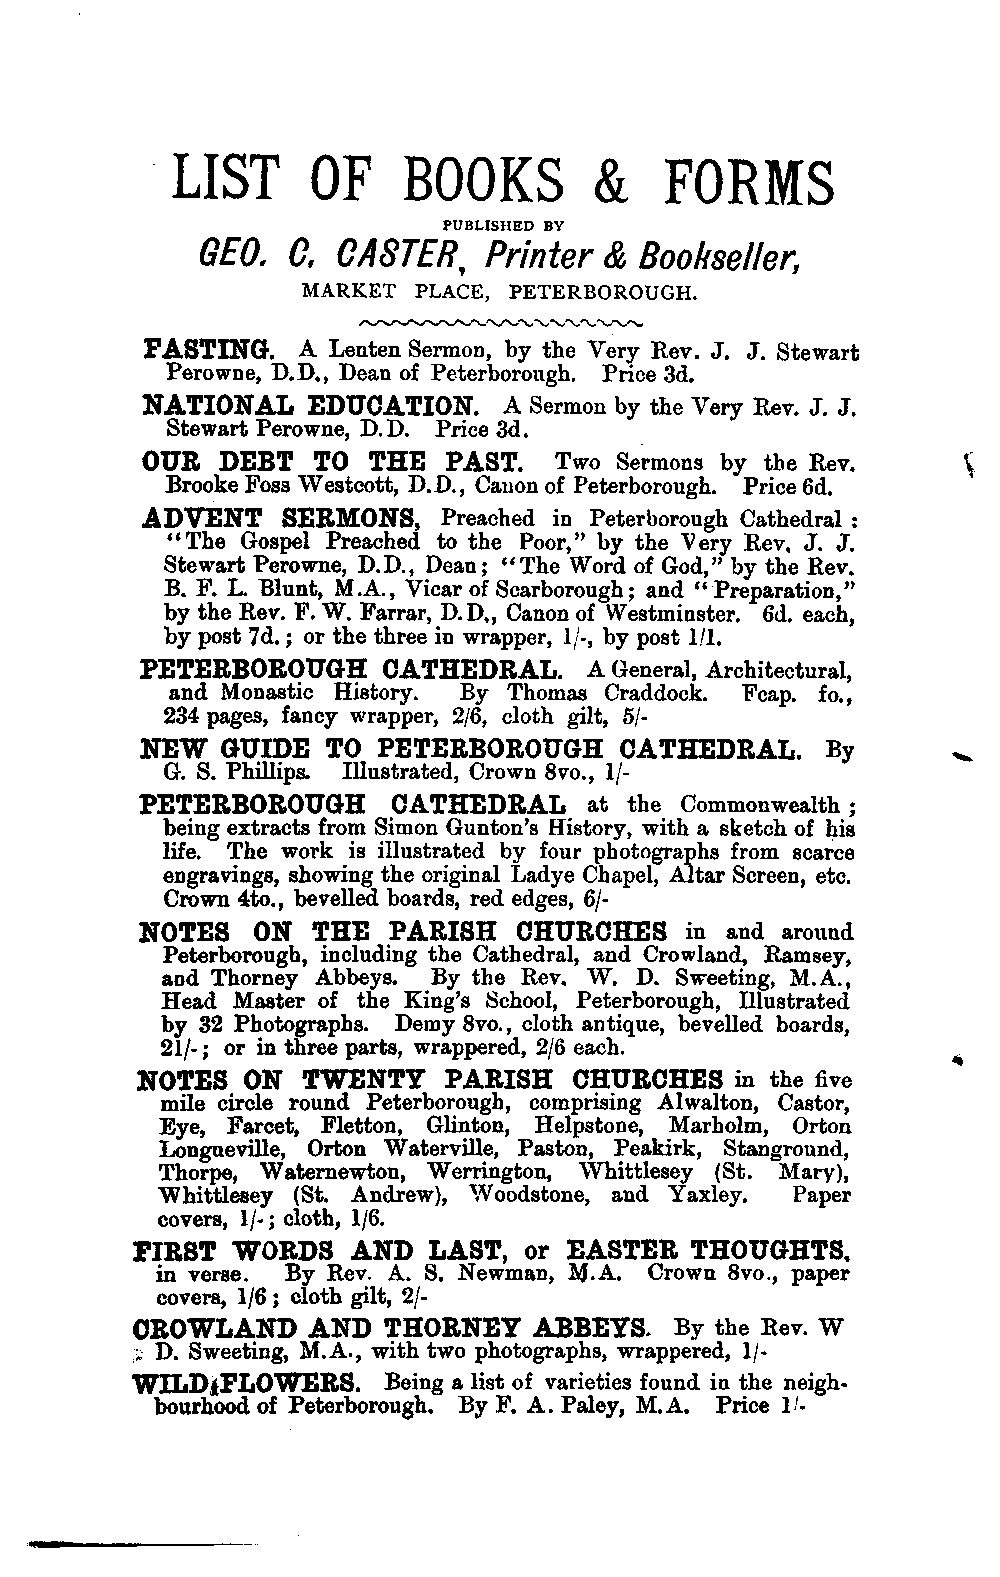 LIST OF BOOKS & FORMS
PUBLISHED BY
GEO. C. CASTER, Printer & Bookseller,
MARKET PLACE, PETERBOROUGH.
FASTING. A Lenten Sermon, by the Very Rev. J. J. Stewart
Perowne, D.D., Dean of Peterborough. Price 3d.
NATIONAL EDUCATION. A Sermon by the Very Rev. J. J.
Stewart Perowne, D.D. Price 3d.
OUR DEBT TO THE PAST. Two Sermons by the Rev.
Brooke Foss Westcott, D.D., Canon of Peterborough. Price 6d.
ADVENT SERMONS, Preached in Peterborough Cathedral :
"The Gospel Preached to the Poor," by the Very Rev. J. J.
Stewart Perowne, D.D., Dean; "The Word of God," by the Rev.
B. F. L. Blunt, M.A., Vicar of Scarborough; and "Preparation,"
by the Rev. F. W. Farrar, D.D., Canon of Westminster. 6d. each,
by post 7d.; or the three in wrapper, 1/-, by post 1/1.
PETERBOROUGH CATHEDRAL. A General, Architectural,
and Monastic History. By Thomas Craddock. Fcap. fo.,
234 pages, fancy wrapper, 2/6, cloth gilt, 5/-
NEW GUIDE TO PETERBOROUGH CATHEDRAL. By
G. S. Phillips. Illustrated, Crown 8vo., 1/-
PETERBOROUGH CATHEDRAL at the Commonwealth ;
being extracts from Simon Gunton's History, with a sketch of his
life. The work is illustrated by four photographs from scarce
engravings, showing the original Ladye Chapel, Altar Screen, etc.
Crown 4to., bevelled boards, red edges, 6/-
NOTES ON THE PARISH CHURCHES in and around
Peterborough, including the Cathedral, and Crowland, Ramsey,
and Thorney Abbeys. By the Rev. W. D. Sweeting, M.A.,
Head Master of the King's School, Peterborough, Illustrated
by 32 Photographs. Demy 8vo., cloth antique, bevelled boards,
21/-; or in three parts, wrappered, 2/6 each.
NOTES ON TWENTY PARISH CHURCHES in the five
mile circle round Peterborough, comprising Alwalton, Castor,
Eye, Farcet, Fletton, Glinton, Helpstone, Marholm, Orton
Longueville, Orton Waterville, Paston, Peakirk, Stanground,
Thorpe, Waternewton, Werrington, Whittlesey (St. Mary),
Whittlesey (St. Andrew), Woodstone, and Yaxley. Paper
covers, 1/-; cloth, 1/6.
FIRST WORDS AND LAST, or EASTER THOUGHTS.
in verse. By Rev. A. S. Newman, M.A. Crown 8vo., paper
covers, 1/6; cloth gilt, 2/-
CROWLAND AND THORNEY ABBEYS. By the Rev. W
D. Sweeting, M.A., with two photographs, wrappered, 1/-
WILD FLOWERS. Being a list of varieties found in the neigh-
bourhood of Peterborough. By F. A. Paley, M.A. Price 1/-